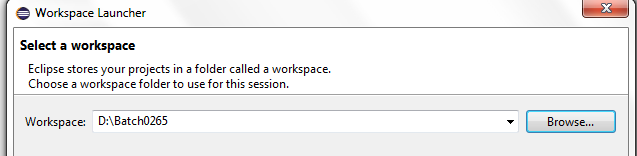 Workspace Launcher
Select a workspace
Eclipse stores your projects in a folder called a workspace.
Choose a workspace folder to use for this session.
Workspace: D:\Batch0265 Browse...